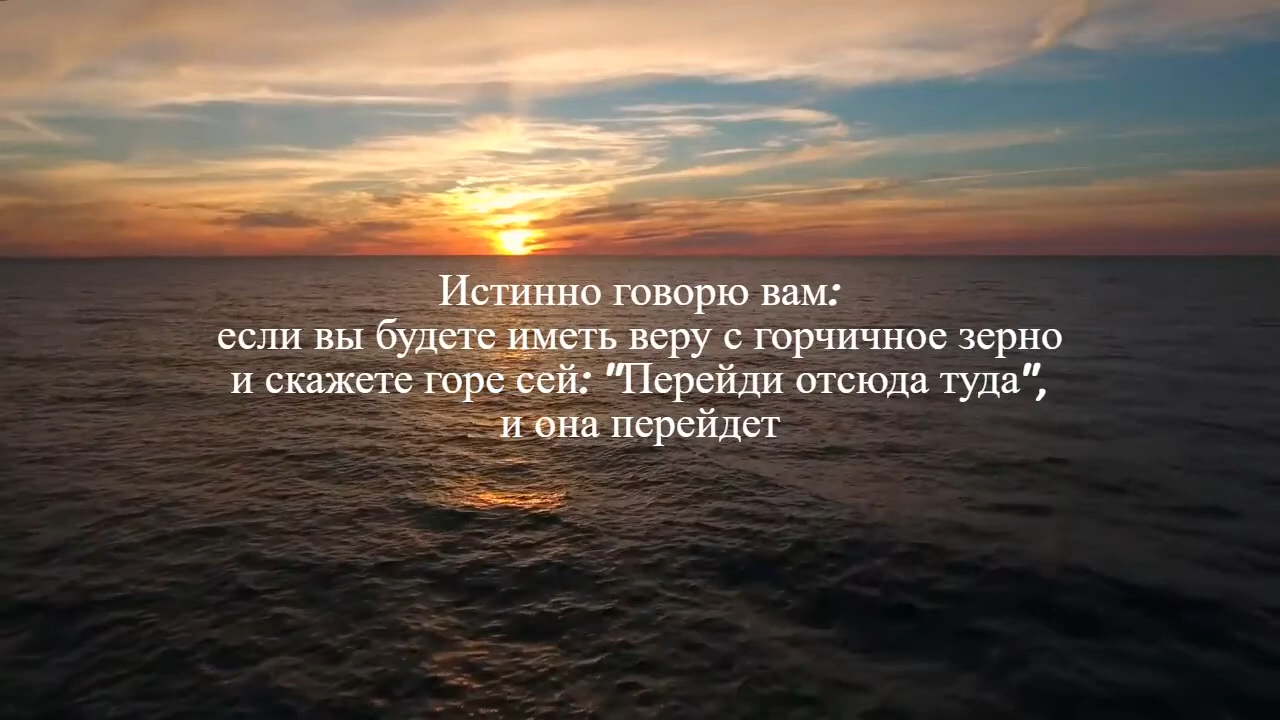 Истинно говорю вам:
если вы будете иметь веру с горчичное зерно
и скажете горе сей: "Перейди отсюда туда",
и она перейдет